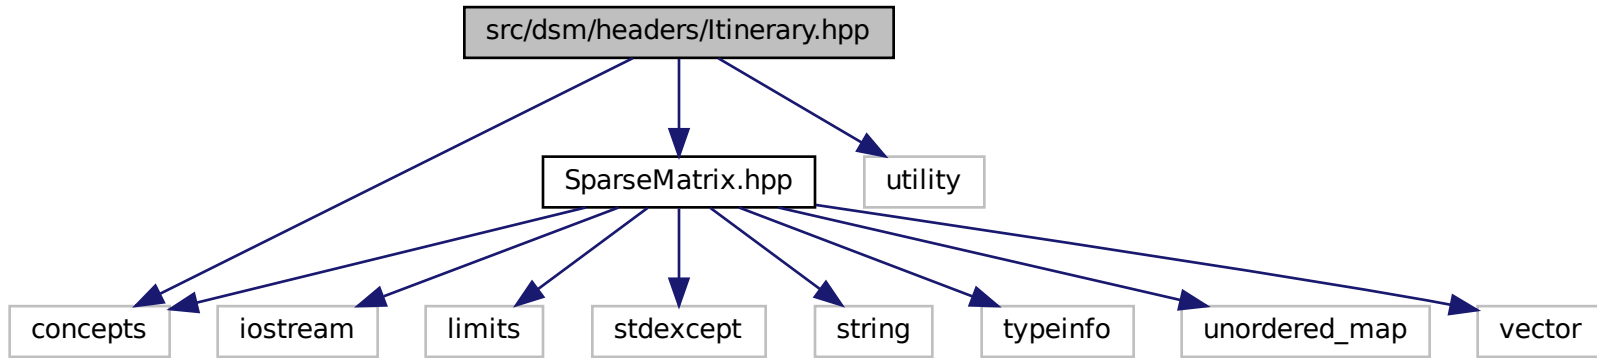 src/dsm/headers/Itinerary.hpp
SparseMatrix.hpp
utility
concepts
iostream
limits
stdexcept
string
typeinfo
unordered_map
vector